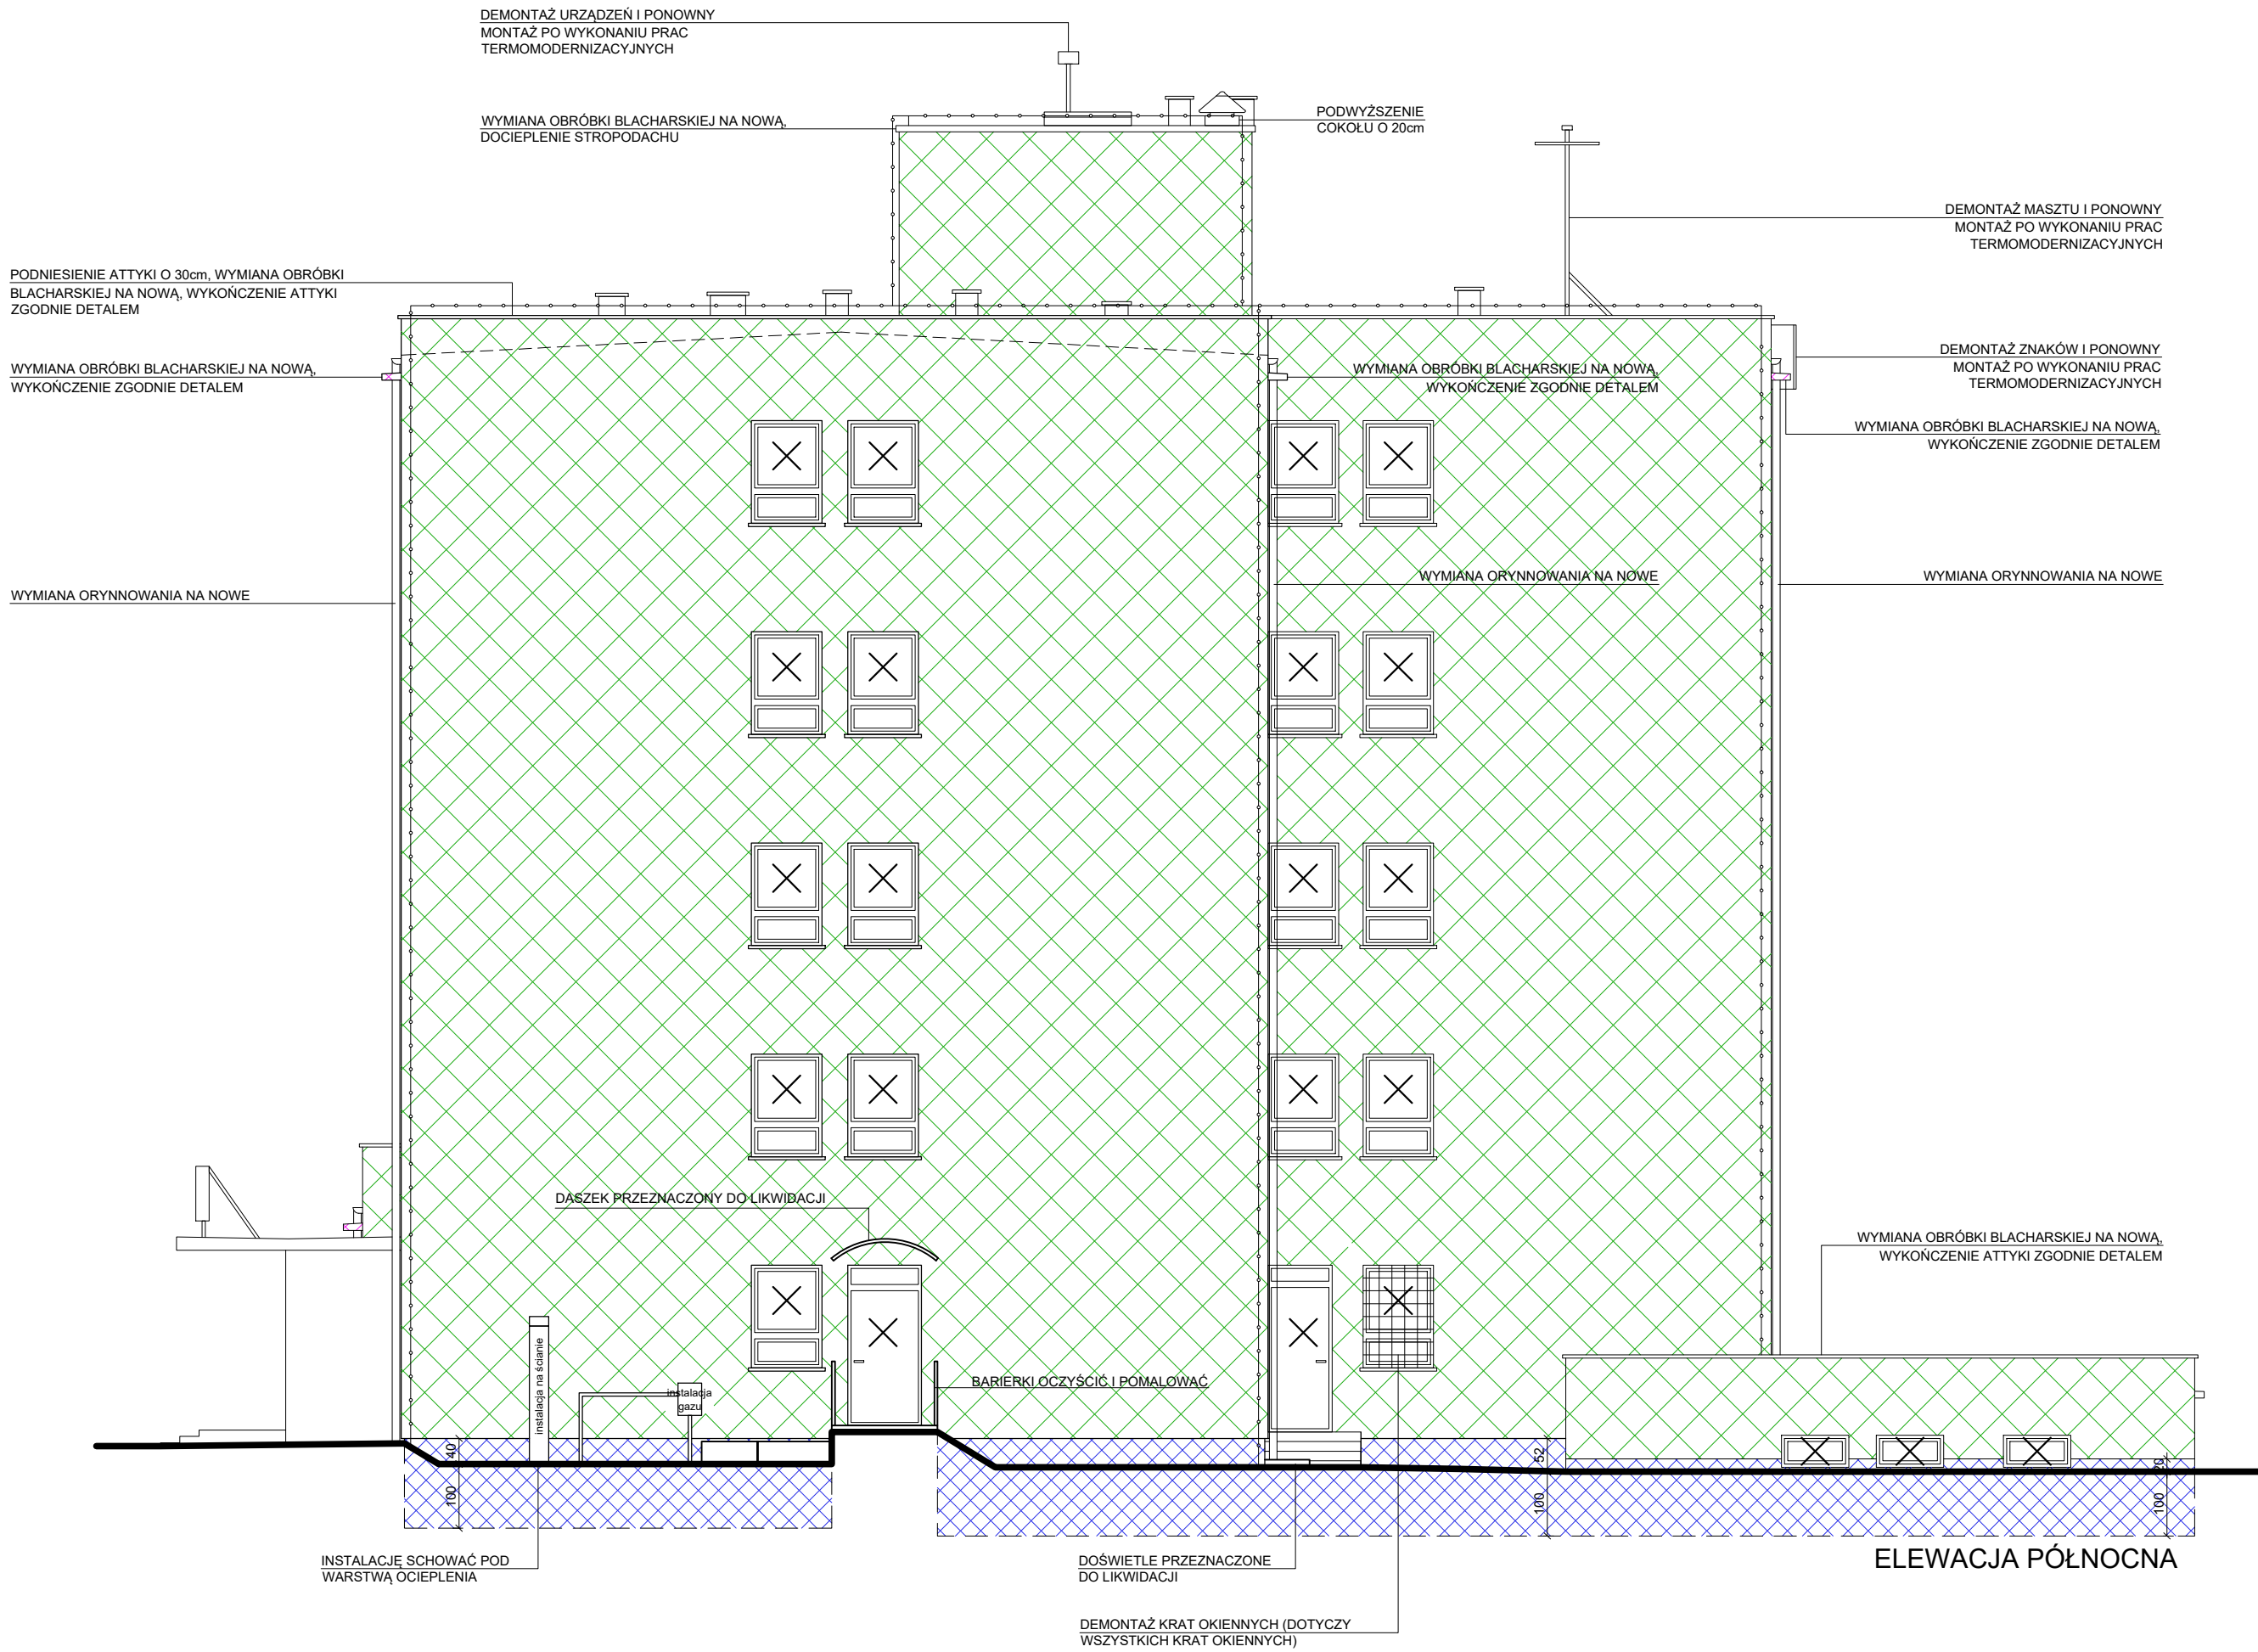 DEMONTAŻ URZĄDZEŃ I PONOWNY
MONTAŻ PO WYKONANIU PRAC
TERMOMODERNIZACYJNYCH
WYMIANA OBRÓBKI BLACHARSKIEJ NA NOWĄ,
DOCIEPLENIE STROPODACHU
PODWYŻSZENIE
COKOŁU O 20cm
DEMONTAŻ MASZTU I PONOWNY
MONTAŻ PO WYKONANIU PRAC
TERMOMODERNIZACYJNYCH
PODNIESIENIE ATTYKI O 30cm, WYMIANA OBRÓBKI
BLACHARSKIEJ NA NOWĄ, WYKOŃCZENIE ATTYKI
ZGODNIE DETALEM
WYMIANA OBRÓBKI BLACHARSKIEJ NA NOWĄ,
WYKOŃCZENIE ZGODNIE DETALEM
WYMIANA OBRÓBKI BLACHARSKIEJ NA NOWĄ,
WYKOŃCZENIE ZGODNIE DETALEM
DEMONTAŻ ZNAKÓW I PONOWNY
MONTAŻ PO WYKONANIU PRAC
TERMOMODERNIZACYJNYCH
WYMIANA OBRÓBKI BLACHARSKIEJ NA NOWĄ,
WYKOŃCZENIE ZGODNIE DETALEM
WYMIANA ORYNNOWANIA NA NOWE
WYMIANA ORYNNOWANIA NA NOWE
WYMIANA ORYNNOWANIA NA NOWE
DASZEK PRZEZNACZONY DO LIKWIDACJI
WYMIANA OBRÓBKI BLACHARSKIEJ NA NOWĄ,
WYKOŃCZENIE ATTYKI ZGODNIE DETALEM
instalacja na ścianie
instalacja
gazu
BARIERKI OCZYŚCIĆ I POMALOWAĆ
40
100
52
100
20
100
INSTALACJĘ SCHOWAĆ POD
WARSTWĄ OCIEPLENIA
DOŚWIETLE PRZEZNACZONE
DO LIKWIDACJI
ELEWACJA PÓŁNOCNA
DEMONTAŻ KRAT OKIENNYCH (DOTYCZY
WSZYSTKICH KRAT OKIENNYCH)